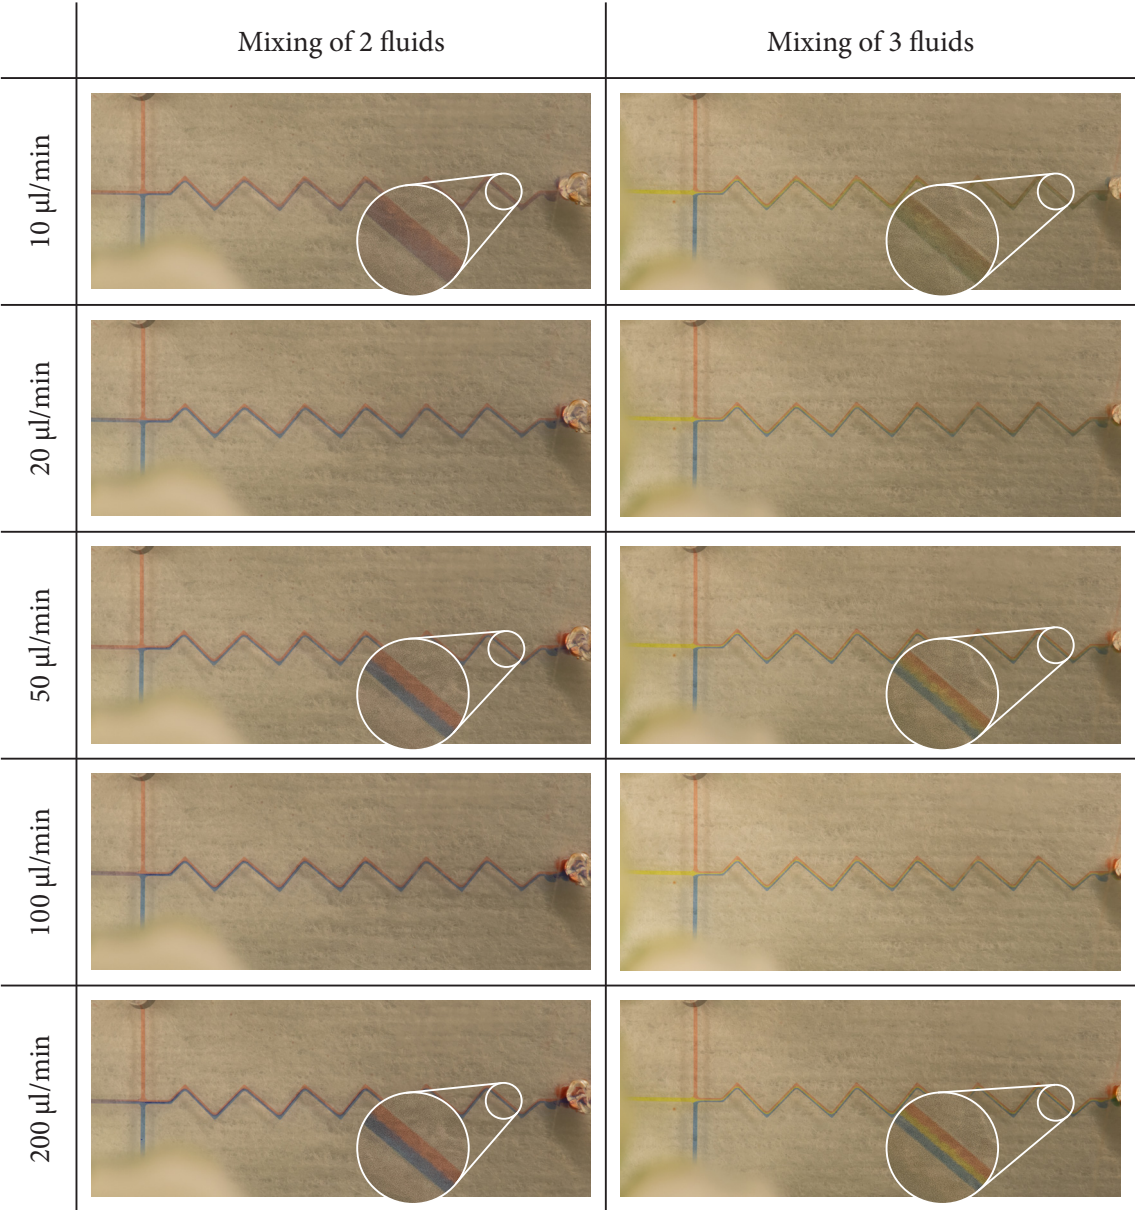 Mixing of 2 fluids
Mixing of 3 fluids
10 µl/min
20 µl/min
50 µl/min
100 µl/min
200 µl/min